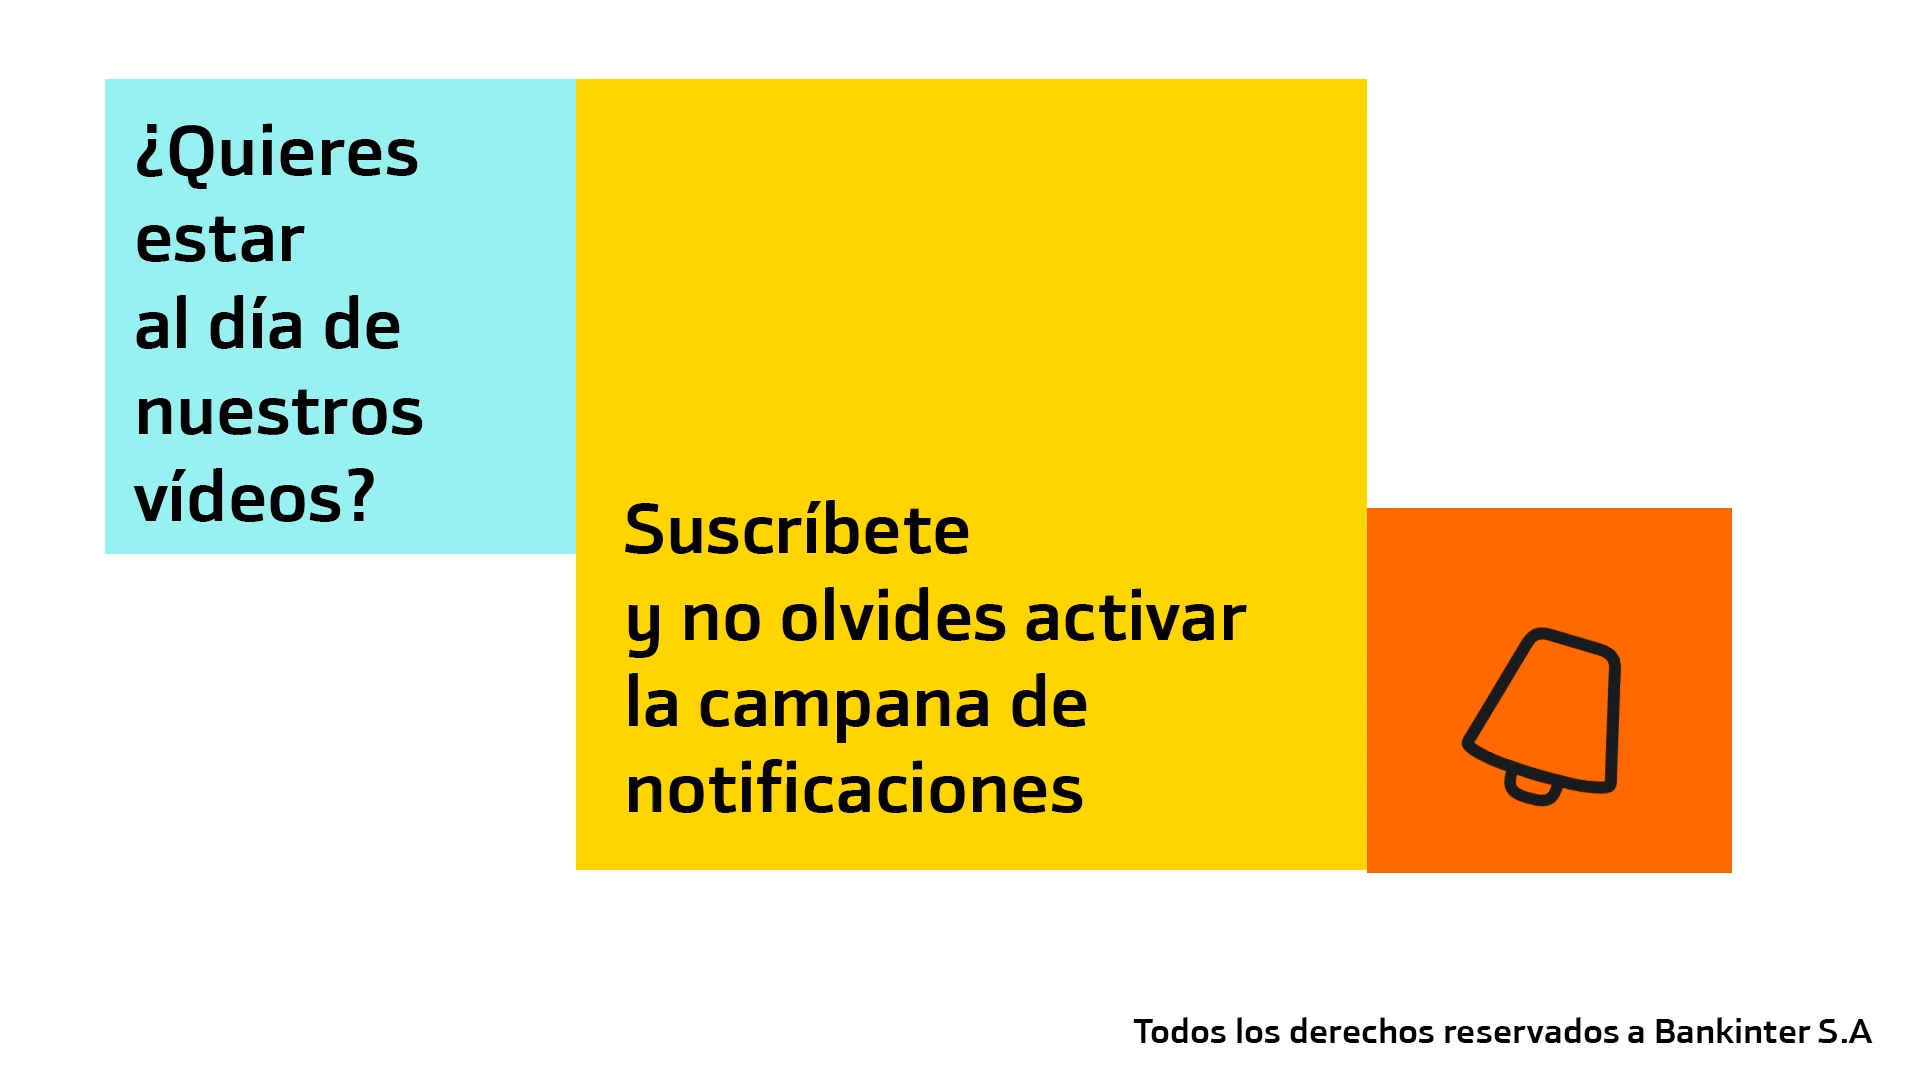 ¿Quieres
estar
al día de
nuestros
vídeos?
Suscríbete
y no olvides activar
la campana de
notificaciones
Todos los derechos reservados a Bankinter S.A